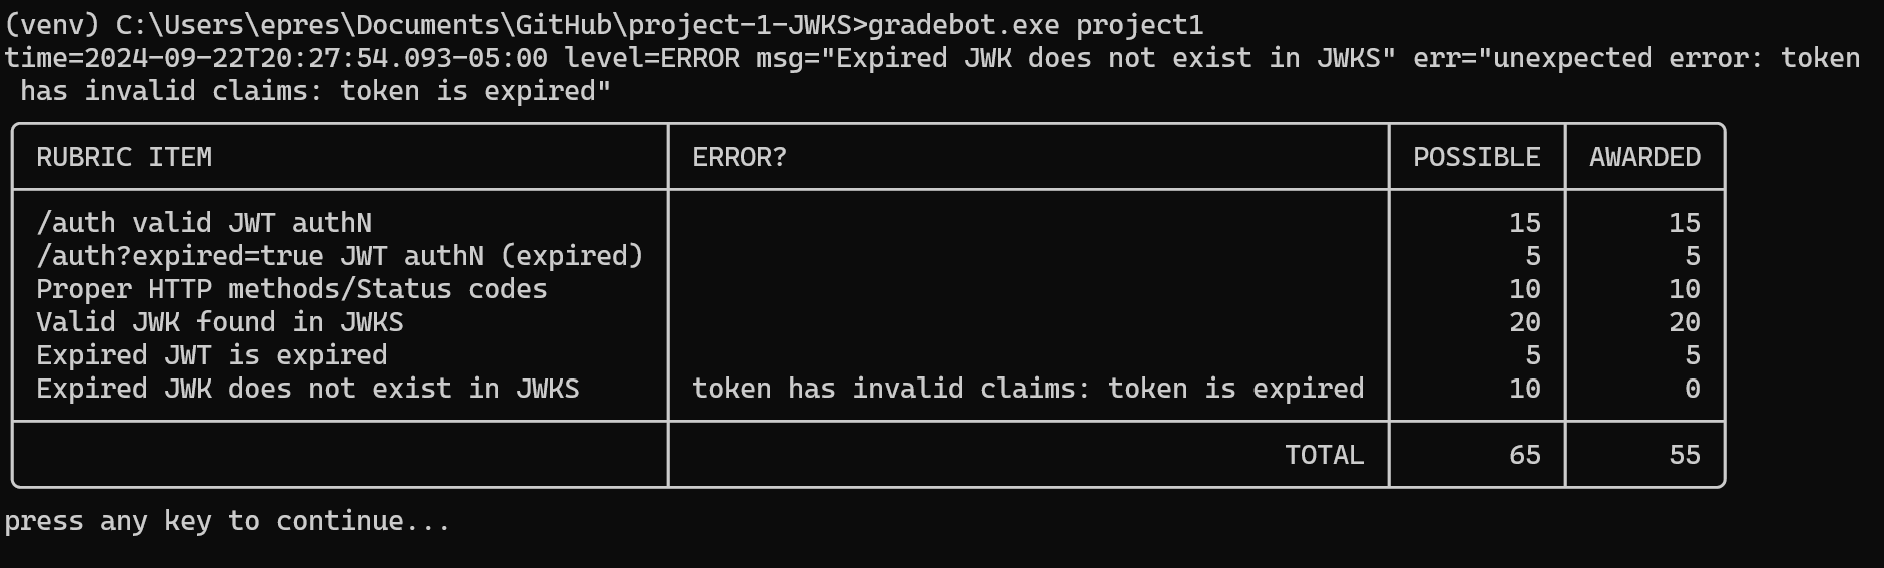 (venv) C:\Users\epres\Documents\GitHub\project-1-JWKS>gradebot.exe project1
time=2024-09-22T20:27:54.093-05:00 level=ERROR msg="Expired JWK does not exist in JWKS" err="unexpected error: token
has invalid claims: token is expired"
RUBRIC ITEM ERROR? POSSIBLE AWARDED
/auth valid JWT authN 15 15
/auth?expired=true JWT authN (expired) 5 5
Proper HTTP methods/Status codes 10 10
Valid JWK found in JWKS 20 20
Expired JWT is expired 5 5
Expired JWK does not exist in JWKS token has invalid claims: token is expired 10 0
TOTAL 65 55
press any key to continue...